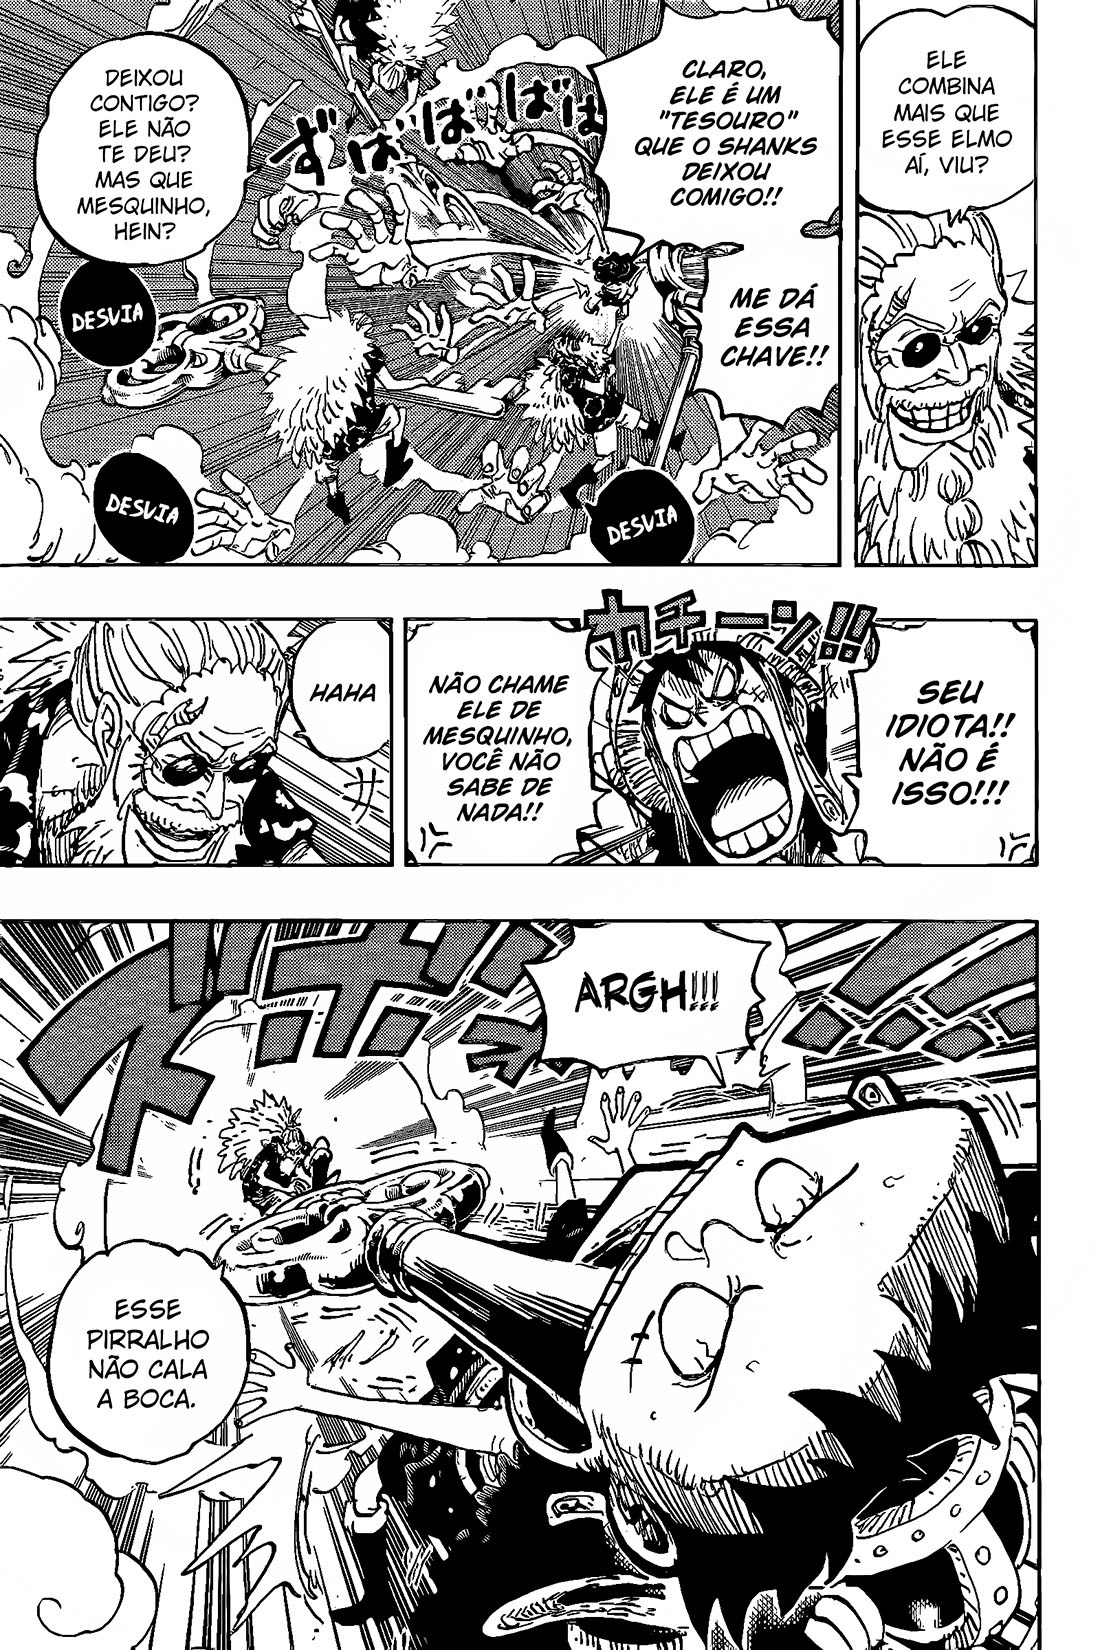 ELE
COMBINA
MAIS QUE
ESSE ELMO
AÍ, VIU?
CLARO,
ELE É UM
"TESOURO"
QUE O SHANKS
DEIXOU
COMIGO!!
ME DÁ
ESSA
CHAVE!!
ずばばばば
DEIXOU
CONTIGO?
ELE NÃO
TE DEU?
MAS QUE
MESQUINHO,
HEIN?
DESVIA
DESVIA
DESVIA
SEU
IDIOTA!!
NÃO É
ISSO!!!
カチーン!!
NÃO CHAME
ELE DE
MESQUINHO,
VOCÊ NÃO
SABE DE
NADA!!
HAHA
ARGH!!!
ESSE
PIRRALHO
NÃO CALA
A BOCA.